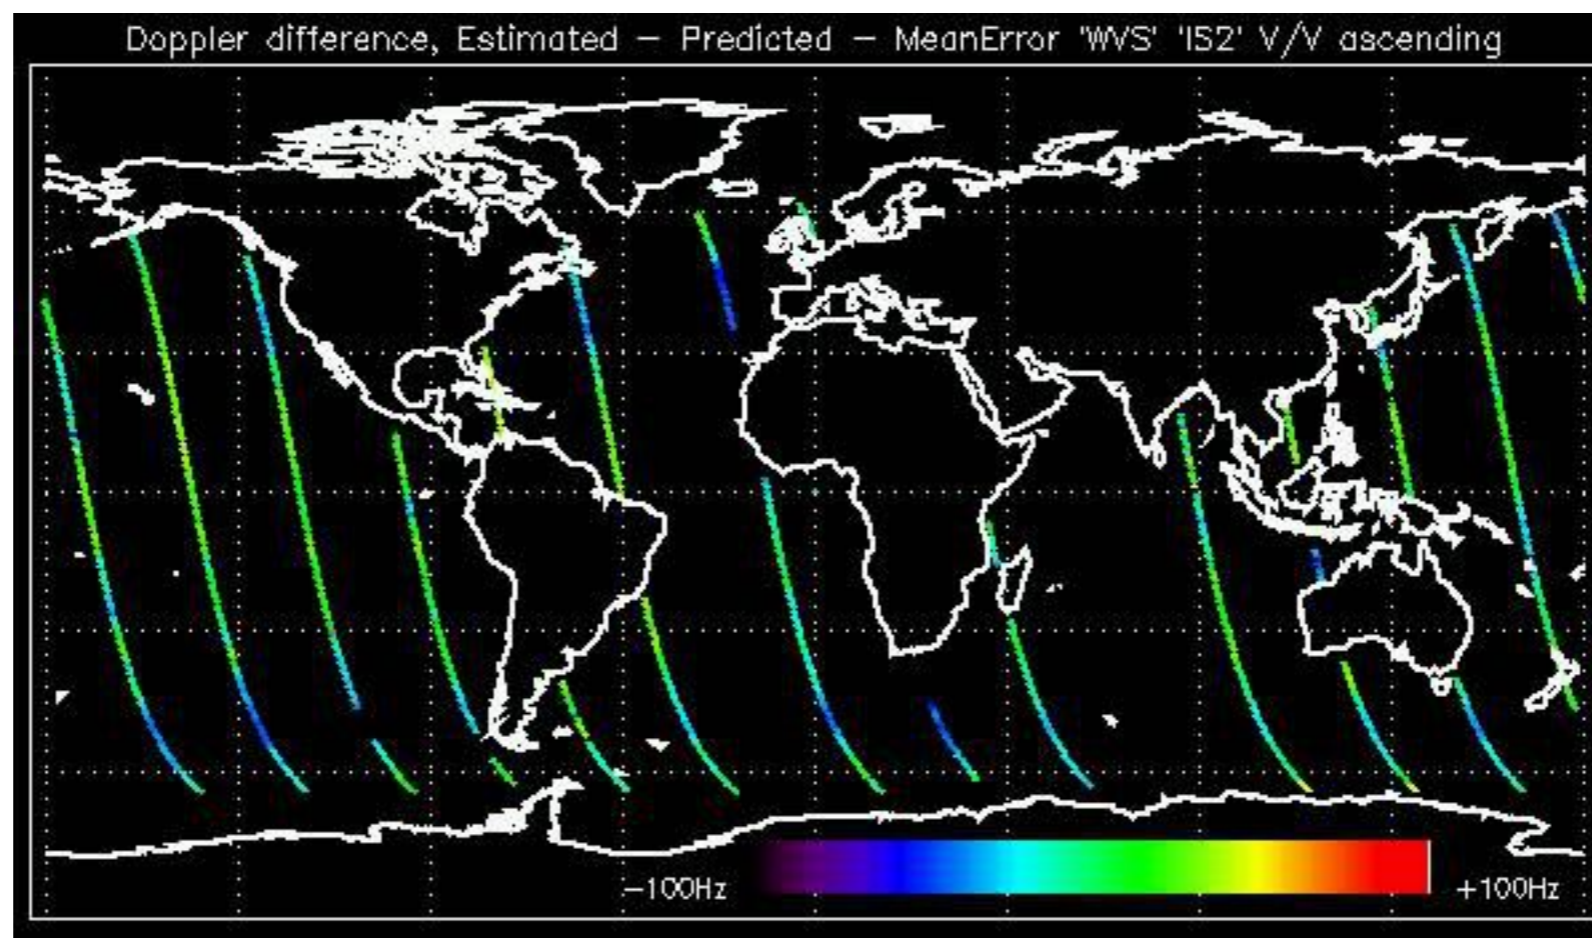 Doppler difference, Estimated − Predicted − MeanError 'WVS' 'IS2' V/V ascending
−100Hz +100Hz